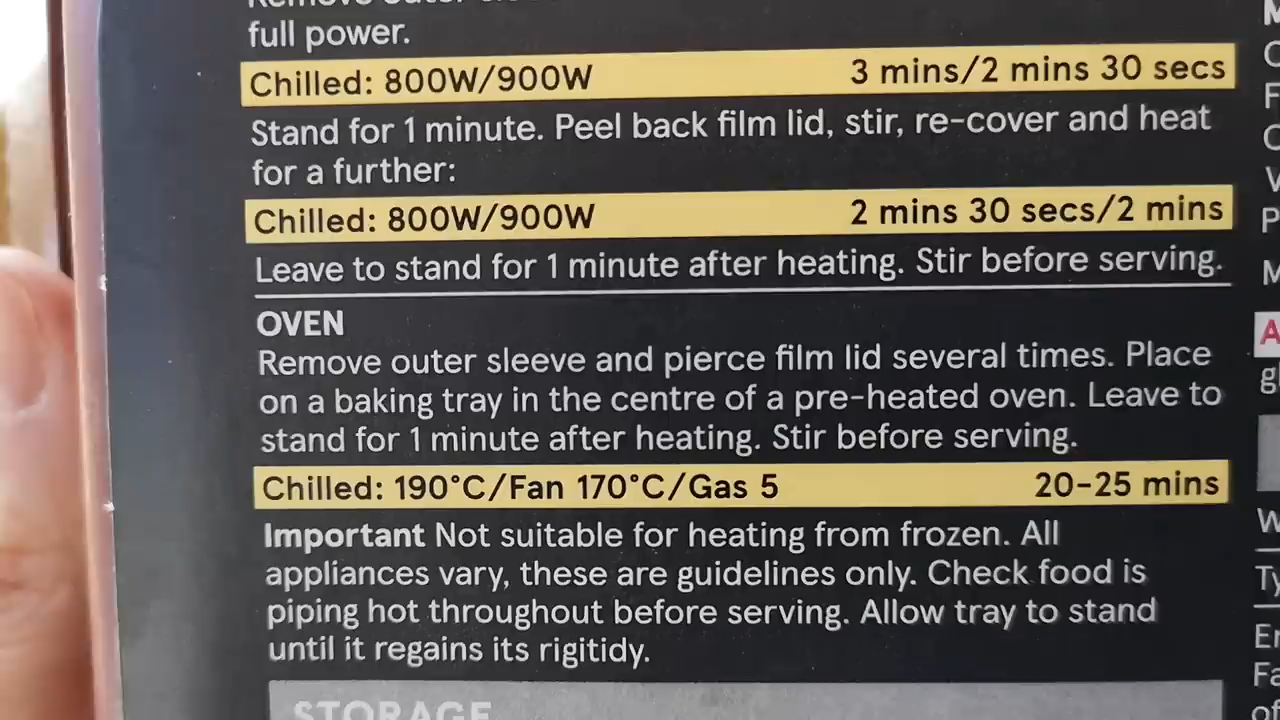 full power.
Chilled: 800W/900W 3 mins/2 mins 30 secs
Stand for 1 minute. Peel back film lid, stir, re-cover and heat
for a further:
Chilled: 800W/900W 2 mins 30 secs/2 mins
Leave to stand for 1 minute after heating. Stir before serving.
OVEN
Remove outer sleeve and pierce film lid several times. Place
on a baking tray in the centre of a pre-heated oven. Leave to
stand for 1 minute after heating. Stir before serving.
Chilled: 190°C/Fan 170°C/Gas 5 20-25 mins
Important Not suitable for heating from frozen. All
appliances vary, these are guidelines only. Check food is
piping hot throughout before serving. Allow tray to stand
until it regains its rigitidy.
STORAGE